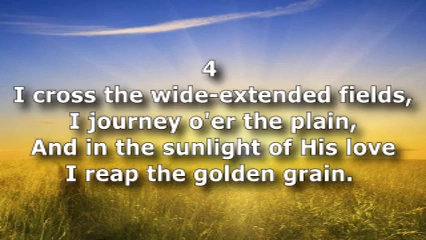 4
I cross the wide-extended fields,
I journey o'er the plain,
And in the sunlight of His love
I reap the golden grain.